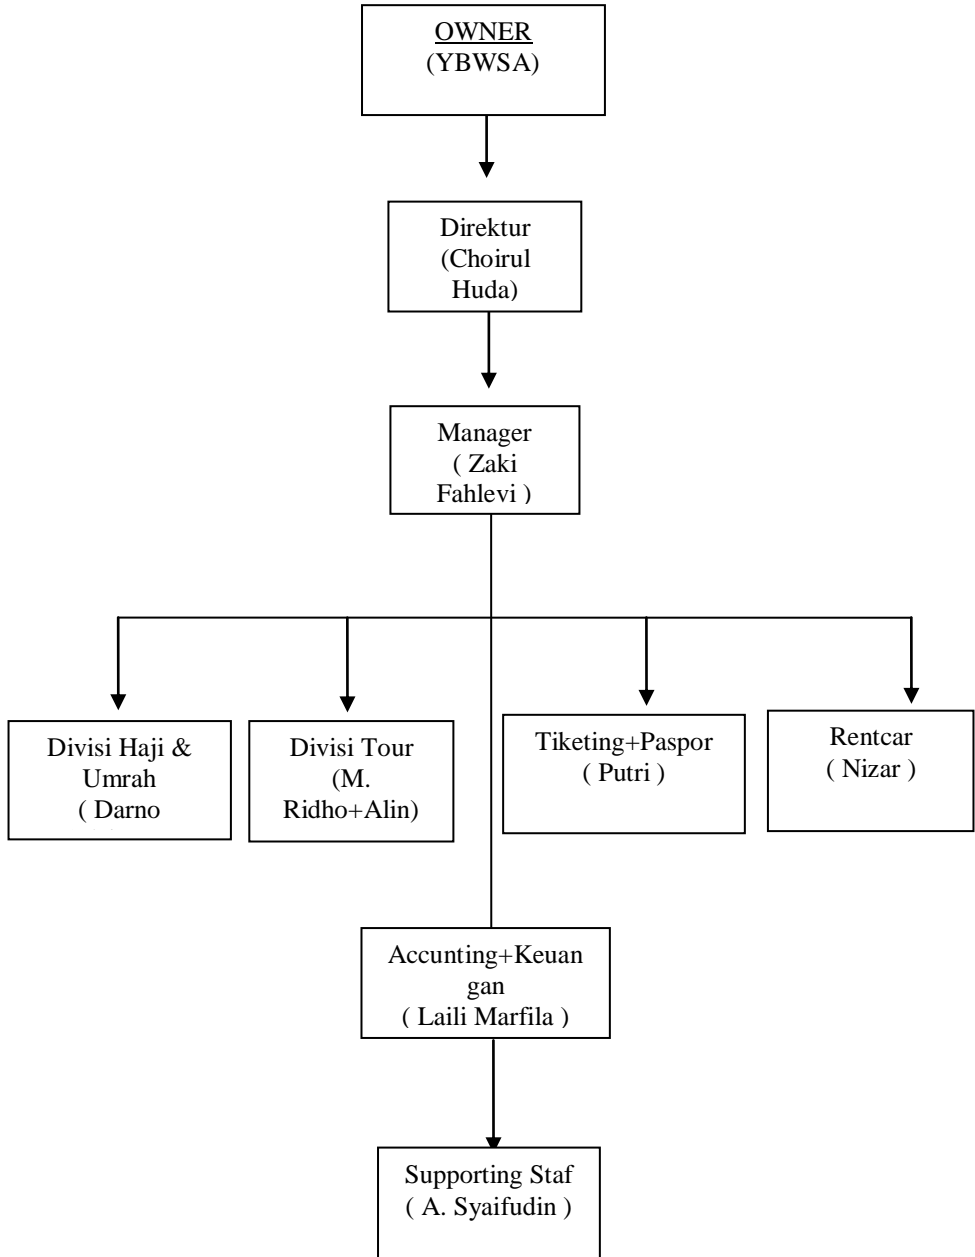 OWNER
(YBWSA)
Direktur
(Choirul
Huda)
Manager
( Zaki
Fahlevi )
Divisi Haji &
Umrah
( Darno
Divisi Tour
(M.
Ridho+Alin)
Tiketing+Paspor
( Putri )
Rentcar
( Nizar )
Accunting+Keuan
gan
( Laili Marfila )
Supporting Staf
( A. Syaifudin )